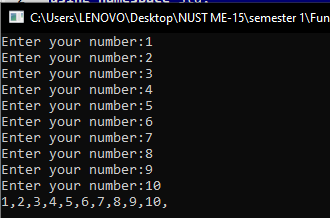 using namespace std;
C:\Users\LENOVO\Desktop\NUST ME-15\semester 1\Fun
Enter your number:1
Enter your number:2
Enter your number:3
Enter your number:4
Enter your number:5
Enter your number:6
Enter your number:7
Enter your number:8
Enter your number:9
Enter your number:10
1,2,3,4,5,6,7,8,9,10,